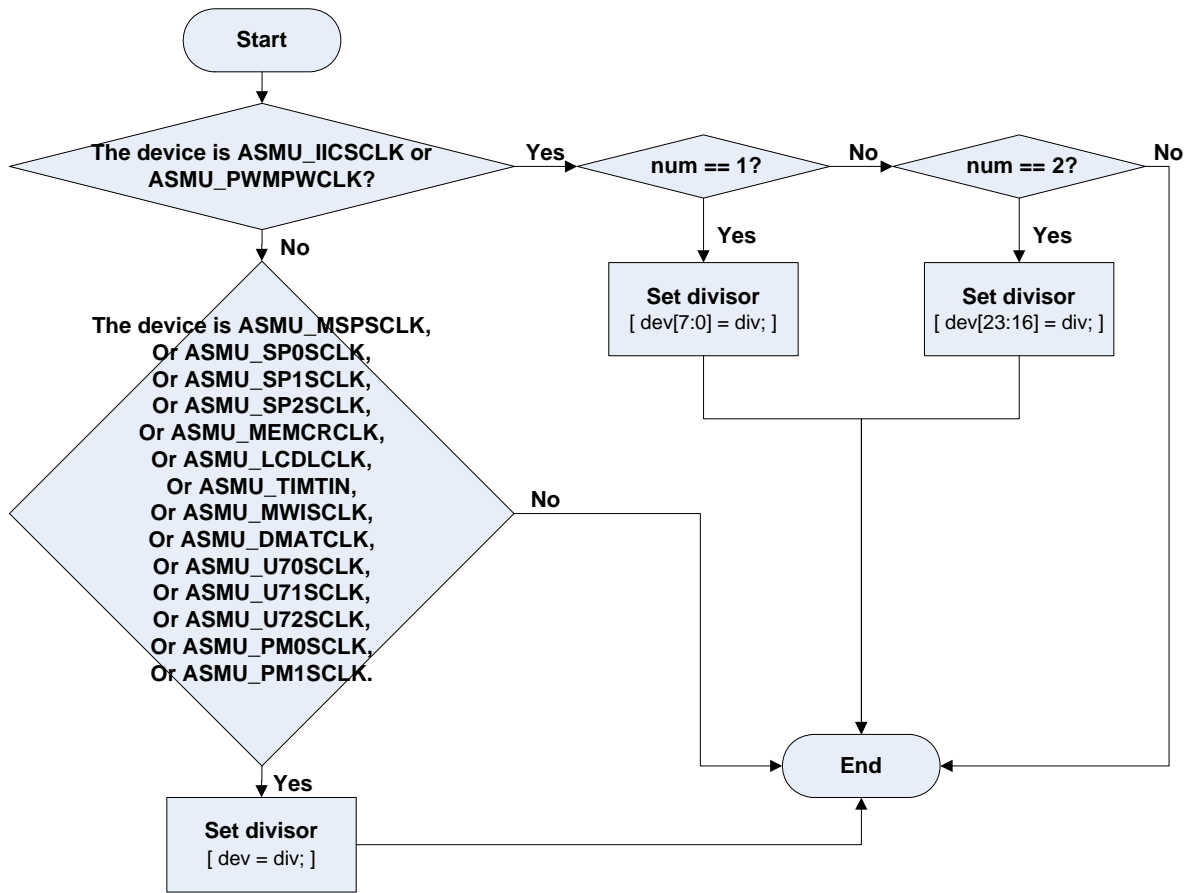 Start
The device is ASMU_IICSCLK or
ASMU_PWMPWCLK?
Yes
num == 1?
No
num == 2?
No
Yes
Set divisor
[ dev[7:0] = div; ]
Yes
Set divisor
[ dev[23:16] = div; ]
No
The device is ASMU_MSPSCLK,
Or ASMU_SP0SCLK,
Or ASMU_SP1SCLK,
Or ASMU_SP2SCLK,
Or ASMU_MEMCRCLK,
Or ASMU_LCDLCLK,
Or ASMU_TIMTIN,
Or ASMU_MWISCLK,
Or ASMU_DMATCLK,
Or ASMU_U70SCLK,
Or ASMU_U71SCLK,
Or ASMU_U72SCLK,
Or ASMU_PM0SCLK,
Or ASMU_PM1SCLK.
No
Yes
Set divisor
[ dev = div; ]
End